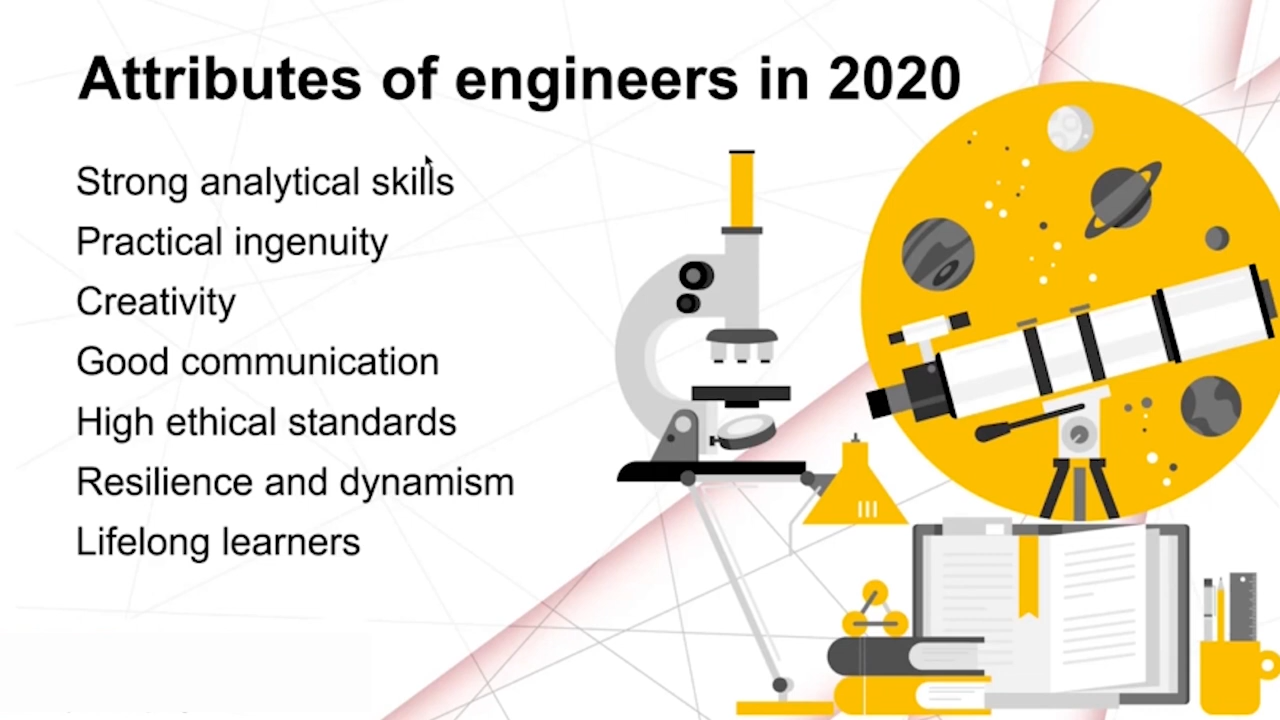 Attributes of engineers in 2020
Strong analytical skills
Practical ingenuity
Creativity
Good communication
High ethical standards
Resilience and dynamism
Lifelong learners